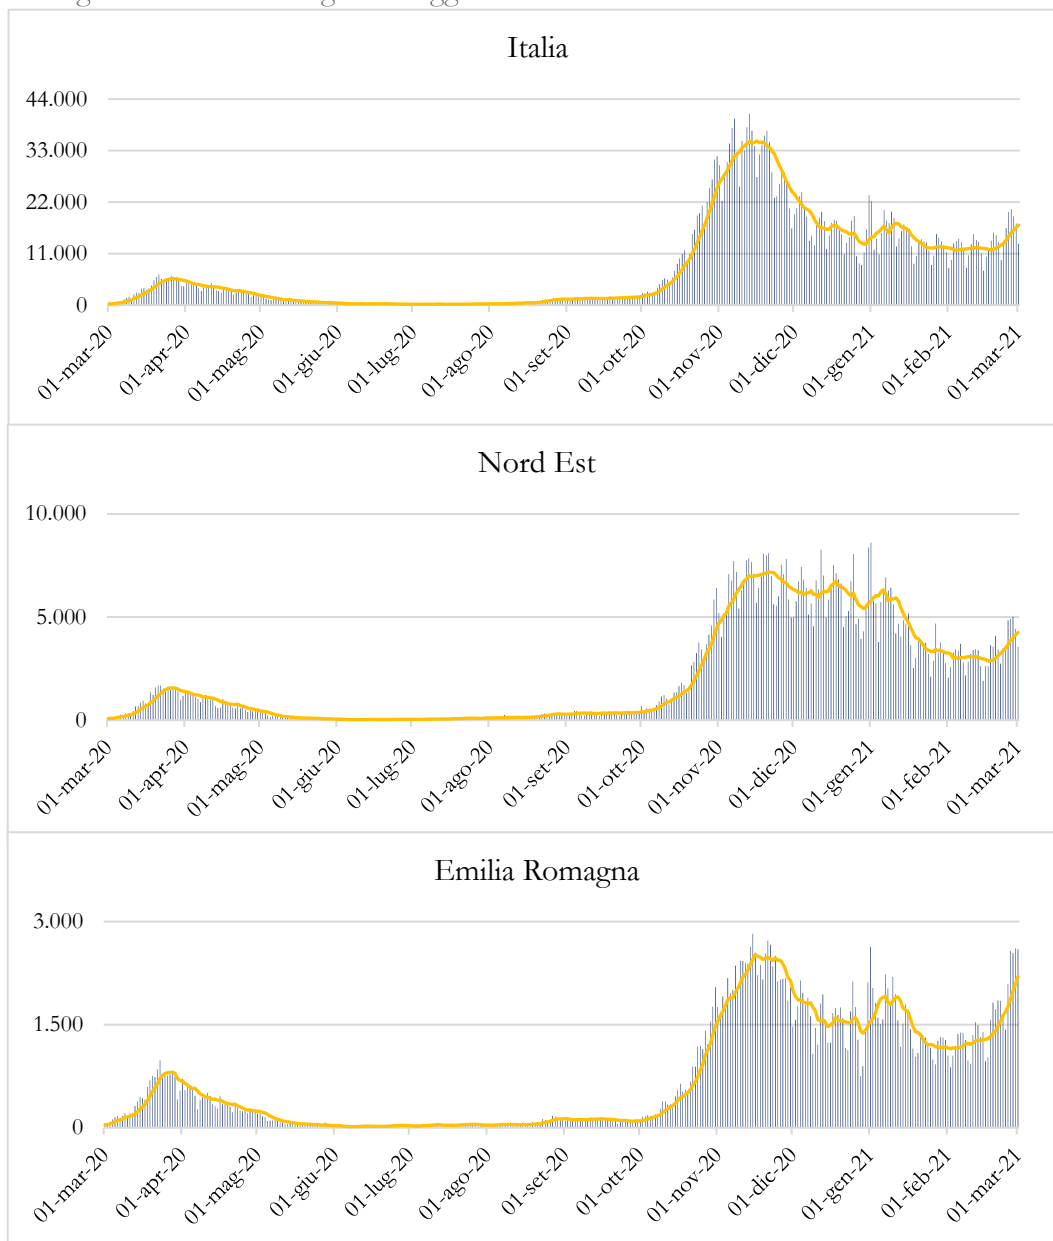 Italia
44.000
33.000
22.000
11.000
0
01-mar-20 01-apr-20 01-mag-20 01-giu-20 01-lug-20 01-ago-20 01-set-20 01-ott-20 01-nov-20 01-dic-20 01-gen-21 01-feb-21 01-mar-21
Nord Est
10.000
5.000
0
01-mar-20 01-apr-20 01-mag-20 01-giu-20 01-lug-20 01-ago-20 01-set-20 01-ott-20 01-nov-20 01-dic-20 01-gen-21 01-feb-21 01-mar-21
Emilia Romagna
3.000
1.500
0
01-mar-20 01-apr-20 01-mag-20 01-giu-20 01-lug-20 01-ago-20 01-set-20 01-ott-20 01-nov-20 01-dic-20 01-gen-21 01-feb-21 01-mar-21